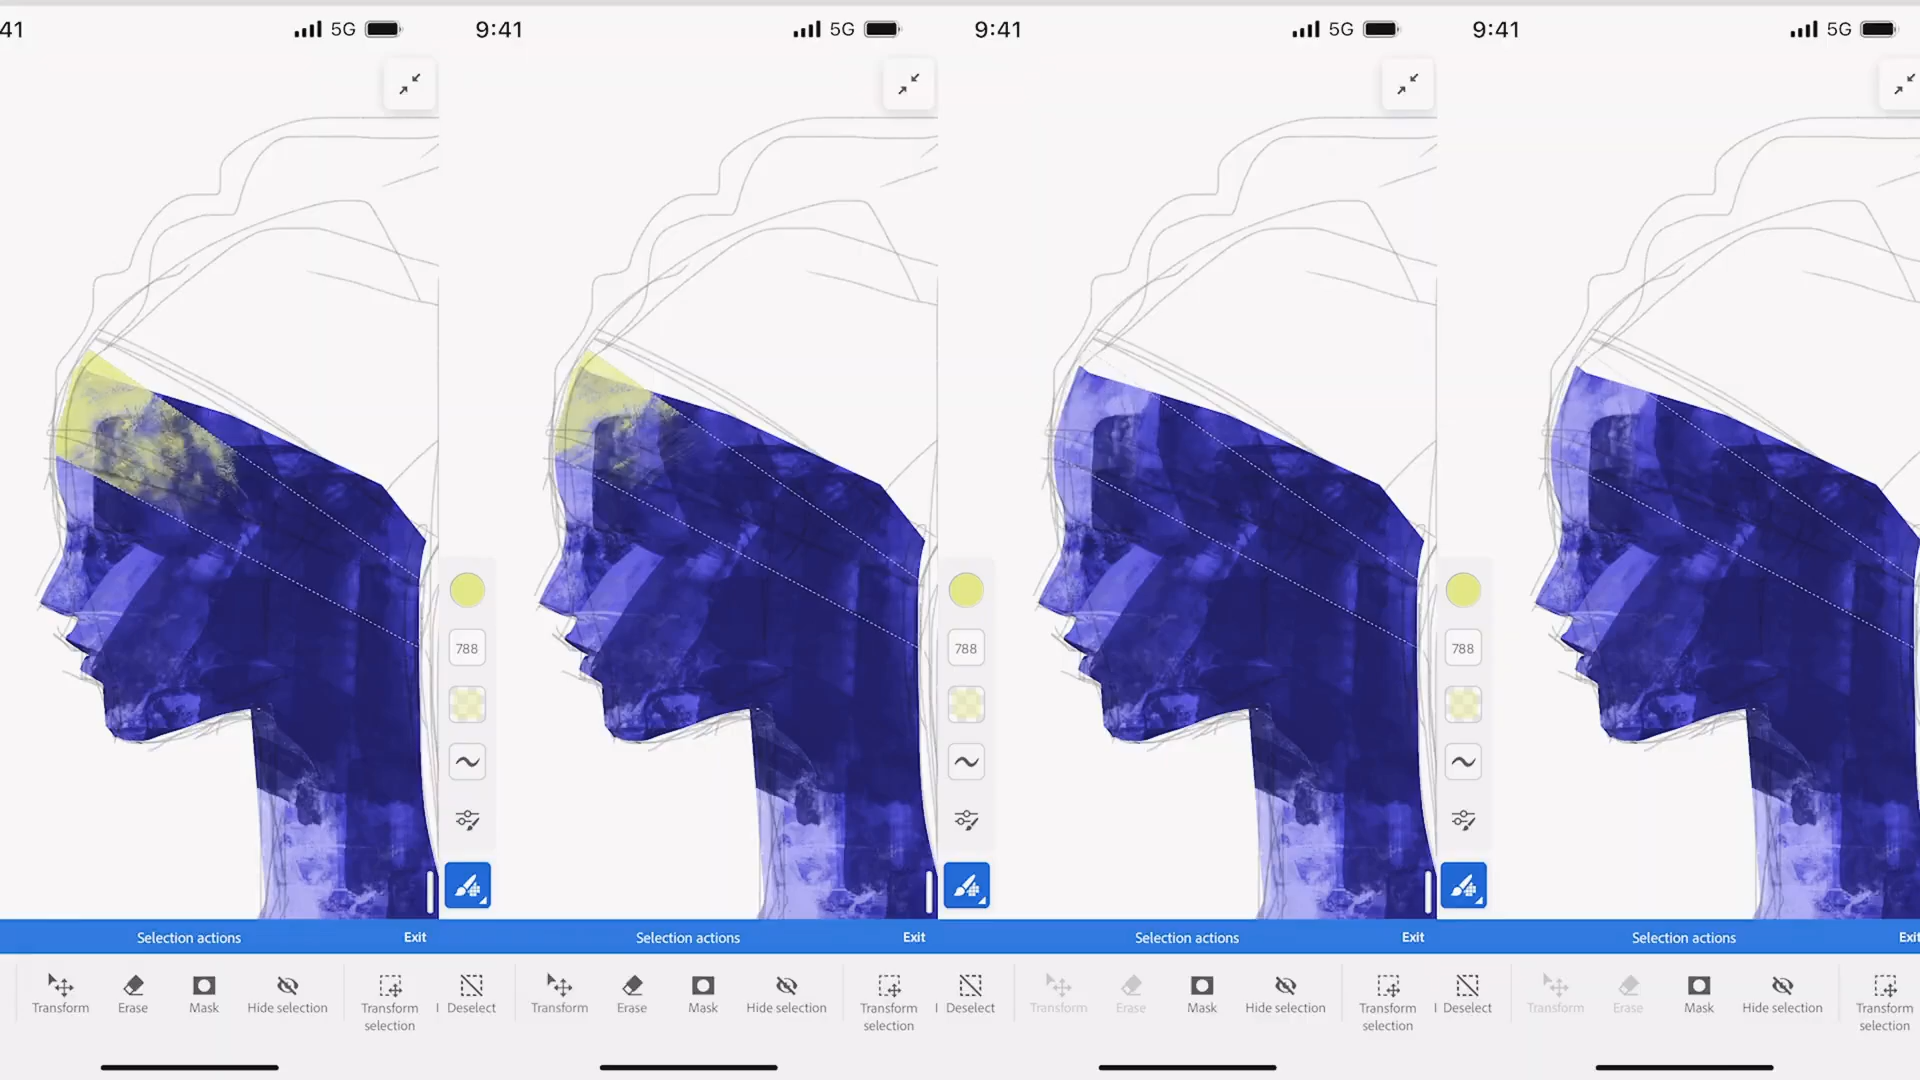 41 5G 9:41 5G 9:41 5G 9:41 5G
788 788 788
Selection actions Exit Selection actions Exit Selection actions Exit Selection actions Exit
Transform Erase Mask Hide selection Transform selection Deselect Transform Erase Mask Hide selection Transform selection Deselect Transform Erase Mask Hide selection Transform selection Deselect Transform Erase Mask Hide selection Transform selection